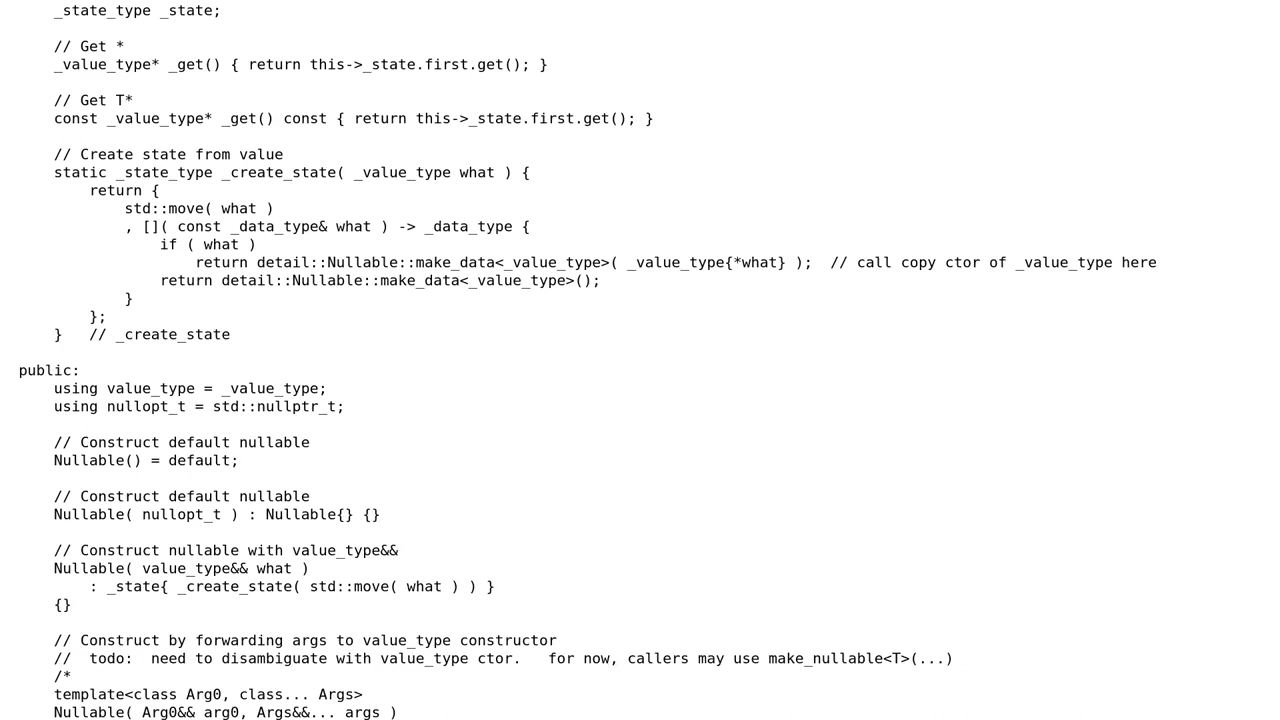 _state_type _state;

    // Get *
    _value_type* _get() { return this->_state.first.get(); }

    // Get T*
    const _value_type* _get() const { return this->_state.first.get(); }

    // Create state from value
    static _state_type _create_state( _value_type what ) {
        return {
            std::move( what )
            , []( const _data_type& what ) -> _data_type {
                if ( what )
                    return detail::Nullable::make_data<_value_type>( _value_type{*what} );  // call copy ctor of _value_type here
                return detail::Nullable::make_data<_value_type>();
            }
        };
    }   // _create_state

public:
    using value_type = _value_type;
    using nullopt_t = std::nullptr_t;

    // Construct default nullable
    Nullable() = default;

    // Construct default nullable
    Nullable( nullopt_t ) : Nullable{} {}

    // Construct nullable with value_type&&
    Nullable( value_type&& what )
        : _state{ _create_state( std::move( what ) ) }
    {}

    // Construct by forwarding args to value_type constructor
    //  todo:  need to disambiguate with value_type ctor.   for now, callers may use make_nullable<T>(...)
    /*
    template<class Arg0, class... Args>
    Nullable( Arg0&& arg0, Args&&... args )